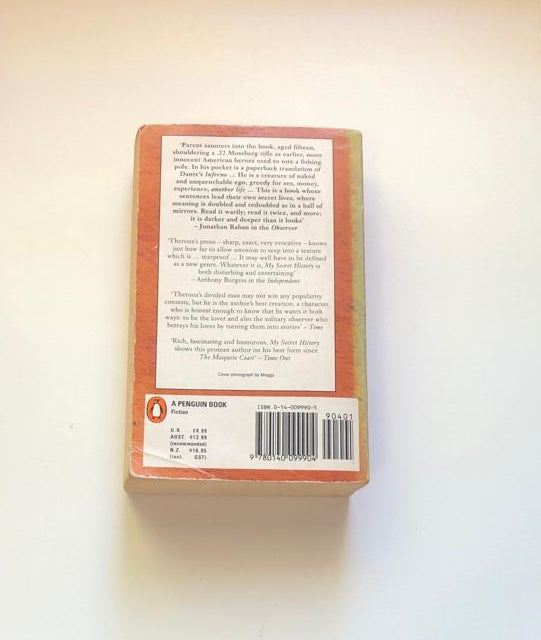 'Parent saunters into the book, aged fifteen,
shouldering a .22 Mossberg rifle as earlier, more
innocent American heroes used to tote a fishing
pole. In his pocket is a paperback translation of
Dante's Inferno ... He is a creature of naked
and unquenchable ego, greedy for sex, money,
experience, another life ... This is a book whose
sentences lead their own secret lives, where
meaning is doubled and redoubled as in a hall of
mirrors. Read it warily; read it twice, and more;
it is darker and deeper than it looks'
– Jonathan Raban in the Observer
'Theroux's prose – sharp, exact, very evocative – knows
just how far to allow emotion to seep into a texture
which is ... tearproof ... It may well have to be defined
as a new genre. Whatever it is, My Secret History is
both disturbing and entertaining'
– Anthony Burgess in the Independent
'Theroux's divided man may not win any popularity
contests, but he is the author's best creation, a character
who is honest enough to know that he wants it both
ways: to be the lover and also the solitary observer who
betrays his loves by turning them into stories' – Time
'Rich, fascinating and humorous, My Secret History
shows this protean author on his best form since
The Mosquito Coast' – Time Out
Cover photograph by Moggy
A PENGUIN BOOK
Fiction
ISBN 0-14-009990-5
90401
U.K. £4.99
AUST. $12.99
(recommended)
N.Z. $18.95
(incl. GST)
9 780140 099904